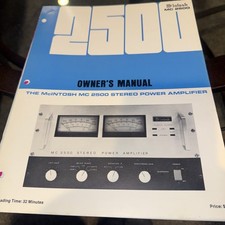 McIntosh
2500
OWNER'S MANUAL
THE McINTOSH MC 2500 STEREO POWER AMPLIFIER
MC 2500 STEREO POWER AMPLIFIER
Reading Time: 32 Minutes
Price: $